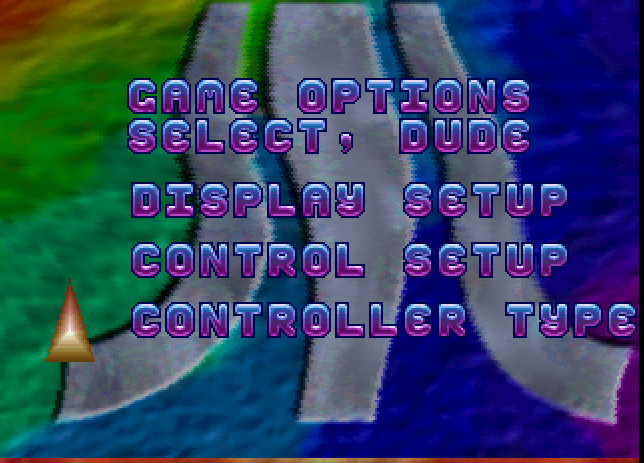 GAME OPTIONS
SELECT, DUDE
DISPLAY SETUP
CONTROL SETUP
CONTROLLER TYPE